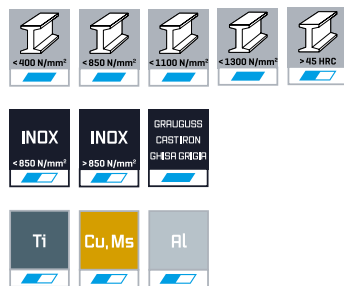 <400 N/mm²
<850 N/mm²
<1100 N/mm²
<1300 N/mm²
>45 HRC
INOX
<850 N/mm²
INOX
>850 N/mm²
GRAUGUSS
CAST IRON
GHISA GRIGIA
Ti
Cu, Ms
Al